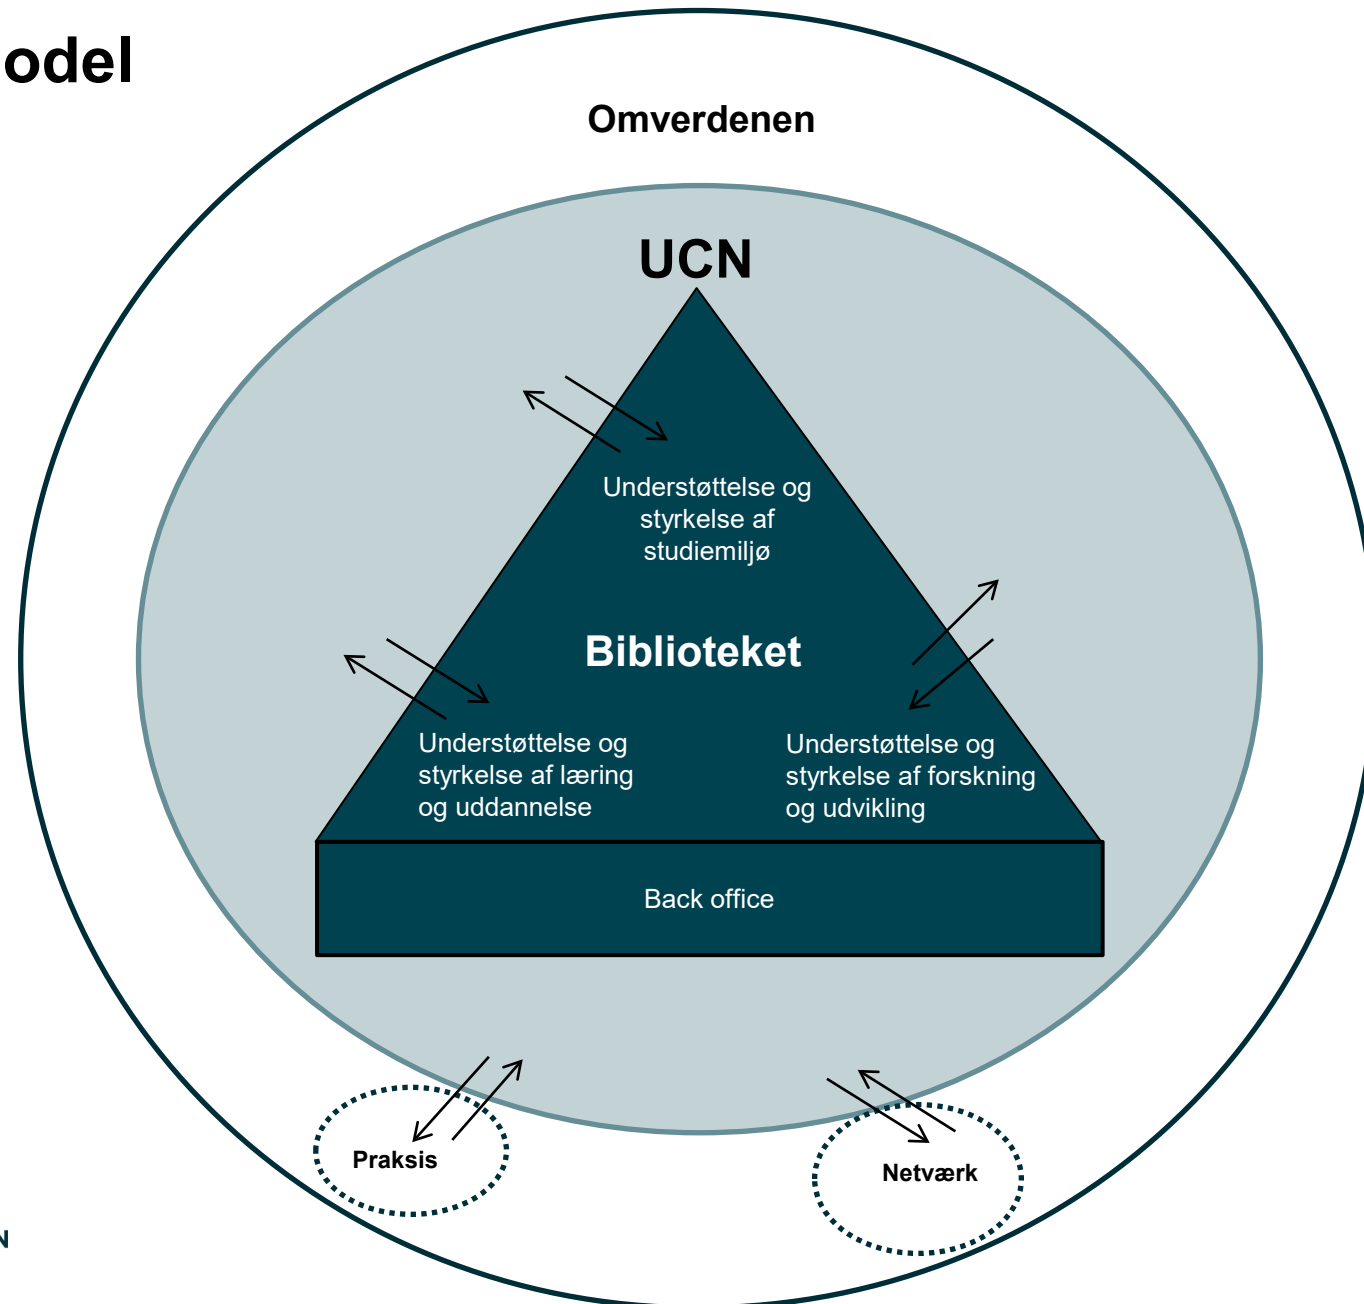 odel
Omverdenen
UCN
Understøttelse og
styrkelse af
studiemiljø
Biblioteket
Understøttelse og
styrkelse af læring
og uddannelse
Understøttelse og
styrkelse af forskning
og udvikling
Back office
Praksis
Netværk
N